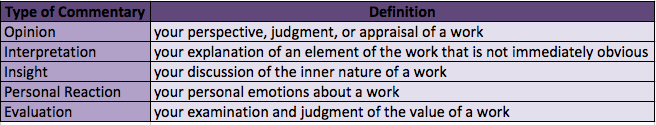 Type of Commentary Definition
Opinion your perspective, judgment, or appraisal of a work
Interpretation your explanation of an element of the work that is not immediately obvious
Insight your discussion of the inner nature of a work
Personal Reaction your personal emotions about a work
Evaluation your examination and judgment of the value of a work